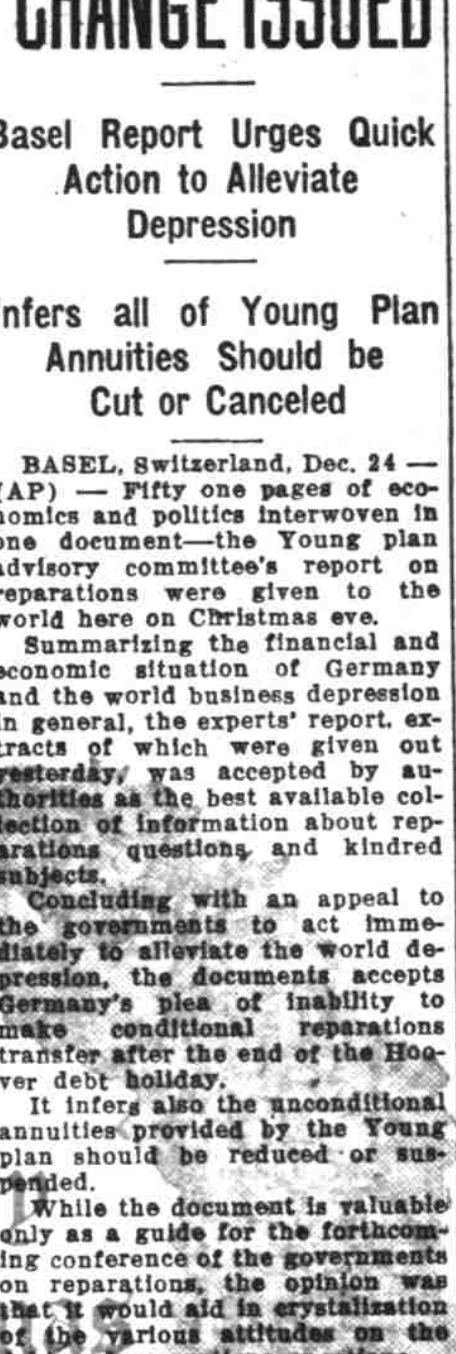 CHANGE ISSUED
Basel Report Urges Quick
Action to Alleviate
Depression
Infers all of Young Plan
Annuities Should be
Cut or Canceled
BASEL, Switzerland, Dec. 24 —
(AP) — Fifty one pages of eco-
nomics and politics interwoven in
one document—the Young plan
advisory committee's report on
reparations were given to the
world here on Christmas eve.
Summarizing the financial and
economic situation of Germany
and the world business depression
in general, the experts' report, ex-
tracts of which were given out
yesterday, was accepted by au-
thorities as the best available col-
lection of information about rep-
arations questions, and kindred
subjects.
Concluding with an appeal to
the governments to act imme-
diately to alleviate the world de-
pression, the documents accepts
Germany's plea of inability to
make conditional reparations
transfer after the end of the Hoo-
ver debt holiday.
It infers also the unconditional
annuities provided by the Young
plan should be reduced or sus-
pended.
While the document is valuable
only as a guide for the forthcom-
ing conference of the governments
on reparations, the opinion was
that it would aid in crystalization
of the various attitudes on the